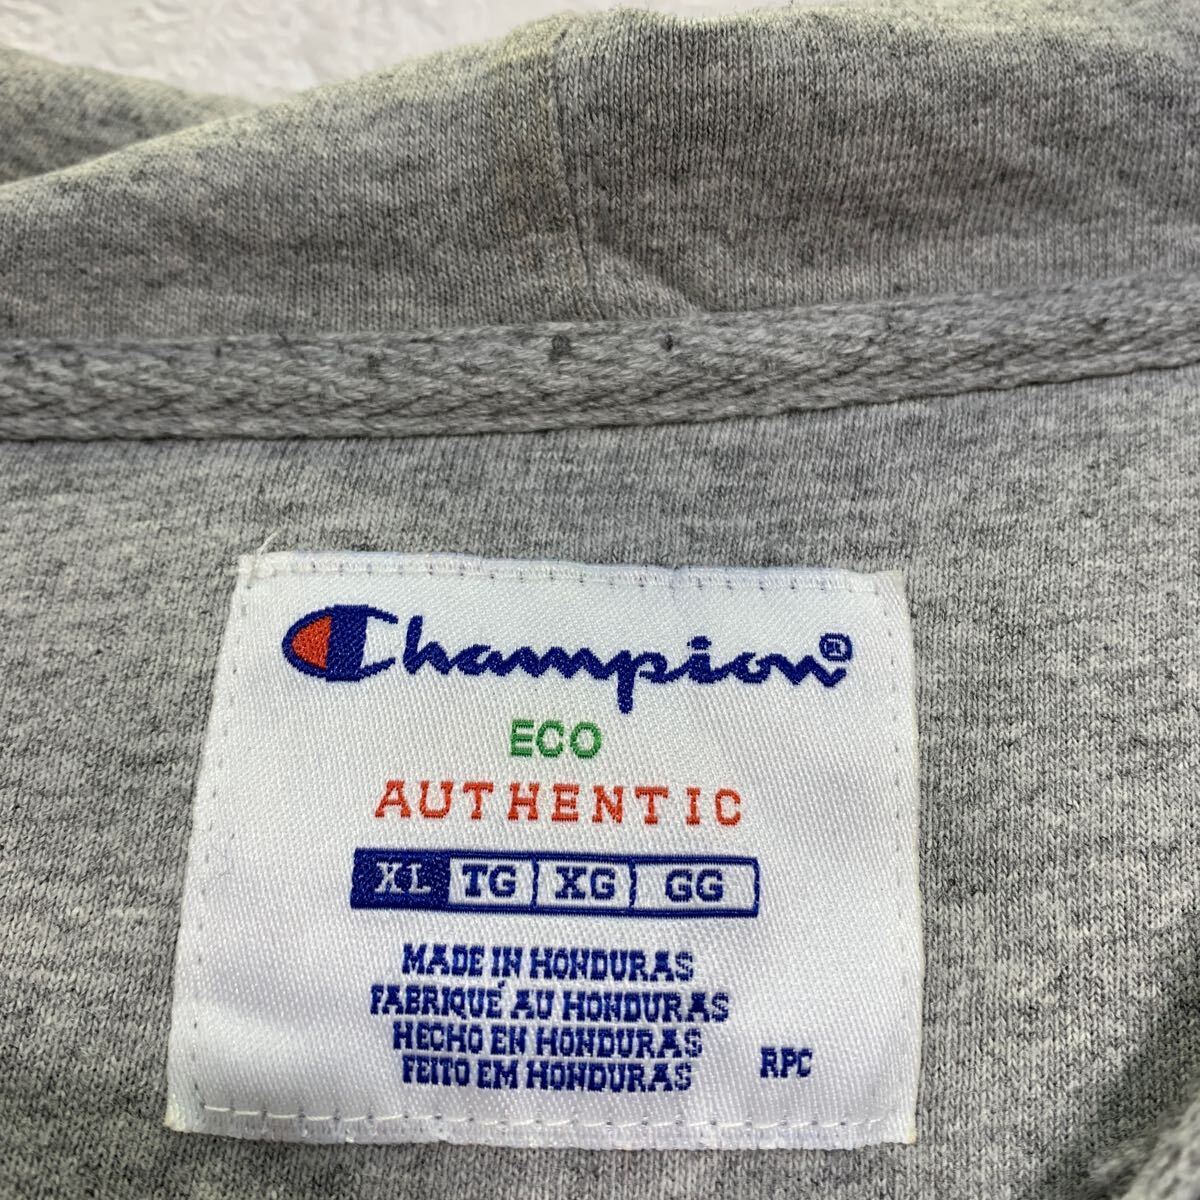 Champion®
ECO
AUTHENTIC
XL TG XG GG
MADE IN HONDURAS
FABRIQUÉ AU HONDURAS
HECHO EN HONDURAS
FEITO EM HONDURAS
RPC